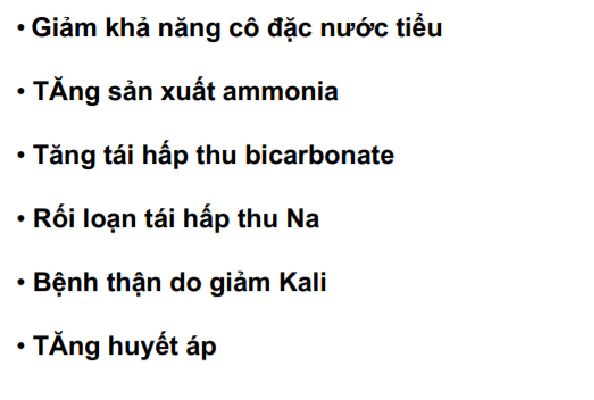 • Giảm khả năng cô đặc nước tiểu
• TĂng sản xuất ammonia
• Tăng tái hấp thu bicarbonate
• Rối loạn tái hấp thu Na
• Bệnh thận do giảm Kali
• TĂng huyết áp